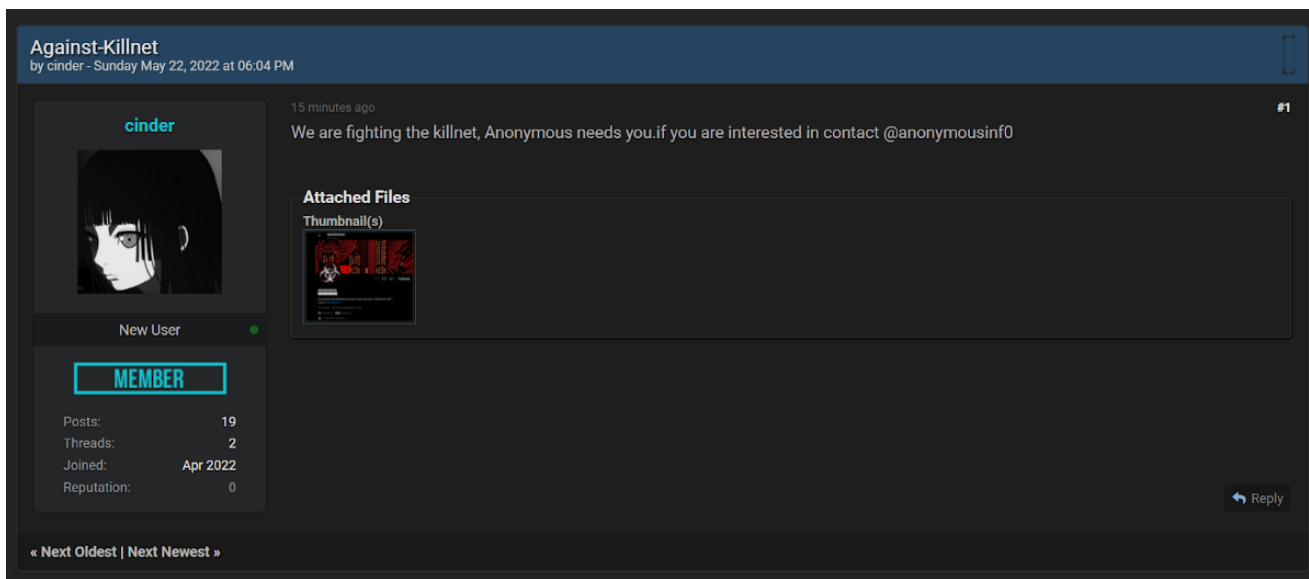 Against-Killnet
by cinder - Sunday May 22, 2022 at 06:04 PM
cinder
New User
MEMBER
Posts: 19
Threads: 2
Joined: Apr 2022
Reputation: 0
15 minutes ago
#1
We are fighting the killnet, Anonymous needs you.if you are interested in contact @anonymousinf0
Attached Files
Thumbnail(s)
Reply
« Next Oldest | Next Newest »